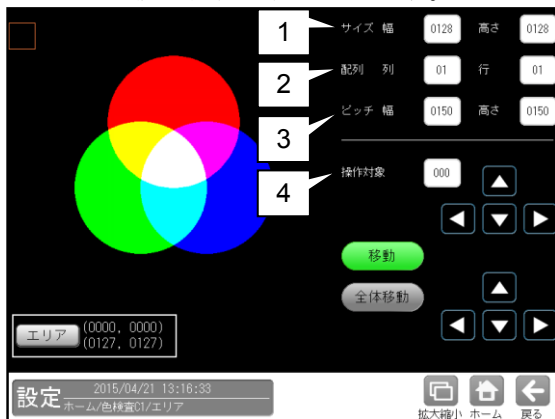 1
サイズ 幅 0128 高さ 0128
2
配列 列 01 行 01
3
ピッチ 幅 0150 高さ 0150
4
操作対象 000
移動
全体移動
エリア (0000, 0000)
(0127, 0127)
設定 2015/04/21 13:16:33
ホーム/色検査C1/エリア
拡大縮小 ホーム 戻る